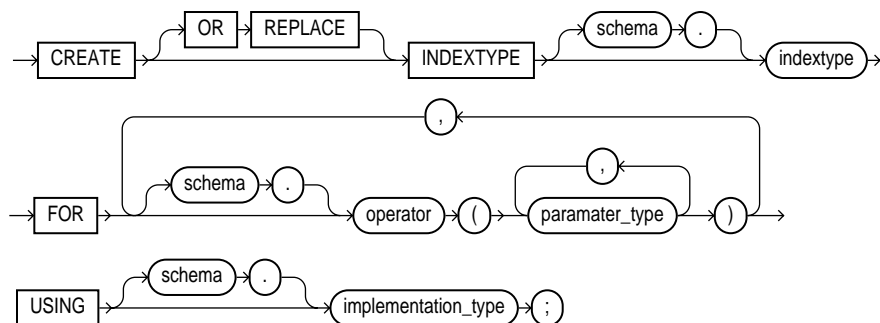 OR REPLACE schema .
CREATE INDEXTYPE indextype
,
schema . ,
FOR operator ( paramater_type )
schema .
USING implementation_type ;